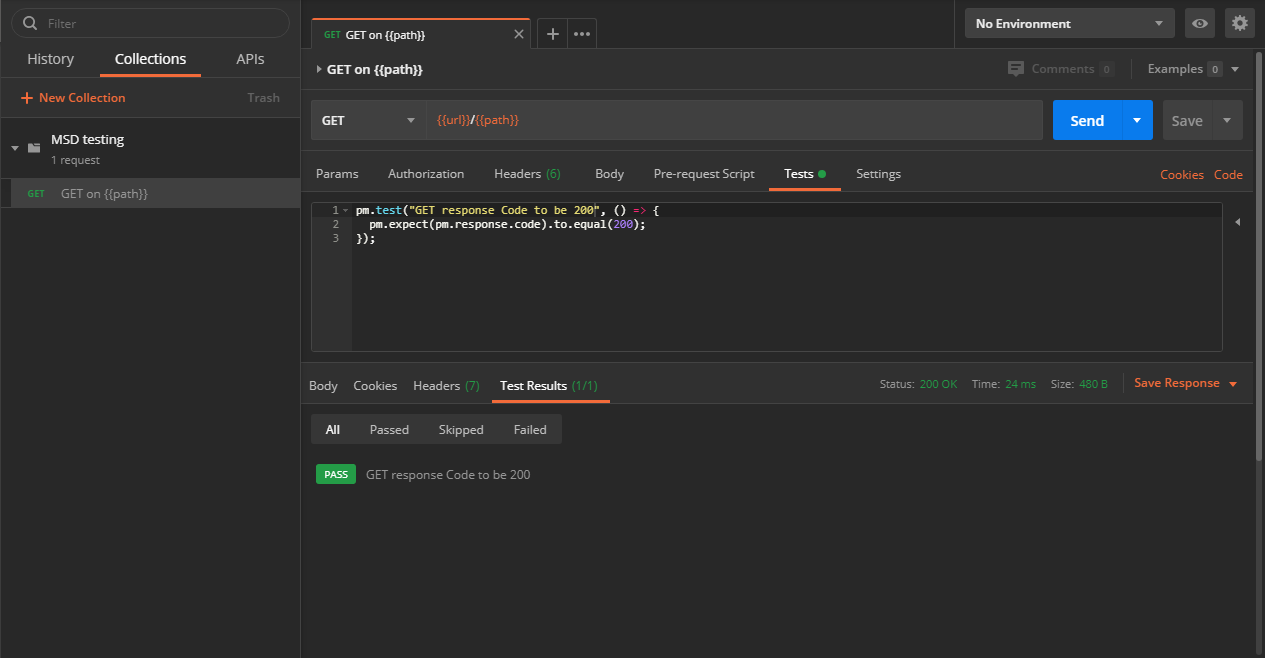 Filter
History Collections APIs
+ New Collection Trash
MSD testing
1 request
GET GET on {{path}}
GET GET on {{path}}
No Environment
GET on {{path}}
Comments 0 Examples 0
GET {{url}}/{{path}} Send Save
Params Authorization Headers (6) Body Pre-request Script Tests Settings Cookies Code
1 pm.test("GET response Code to be 200", () => {
2 pm.expect(pm.response.code).to.equal(200);
3 });
Body Cookies Headers (7) Test Results (1/1) Status: 200 OK Time: 24 ms Size: 480 B Save Response
All Passed Skipped Failed
PASS GET response Code to be 200